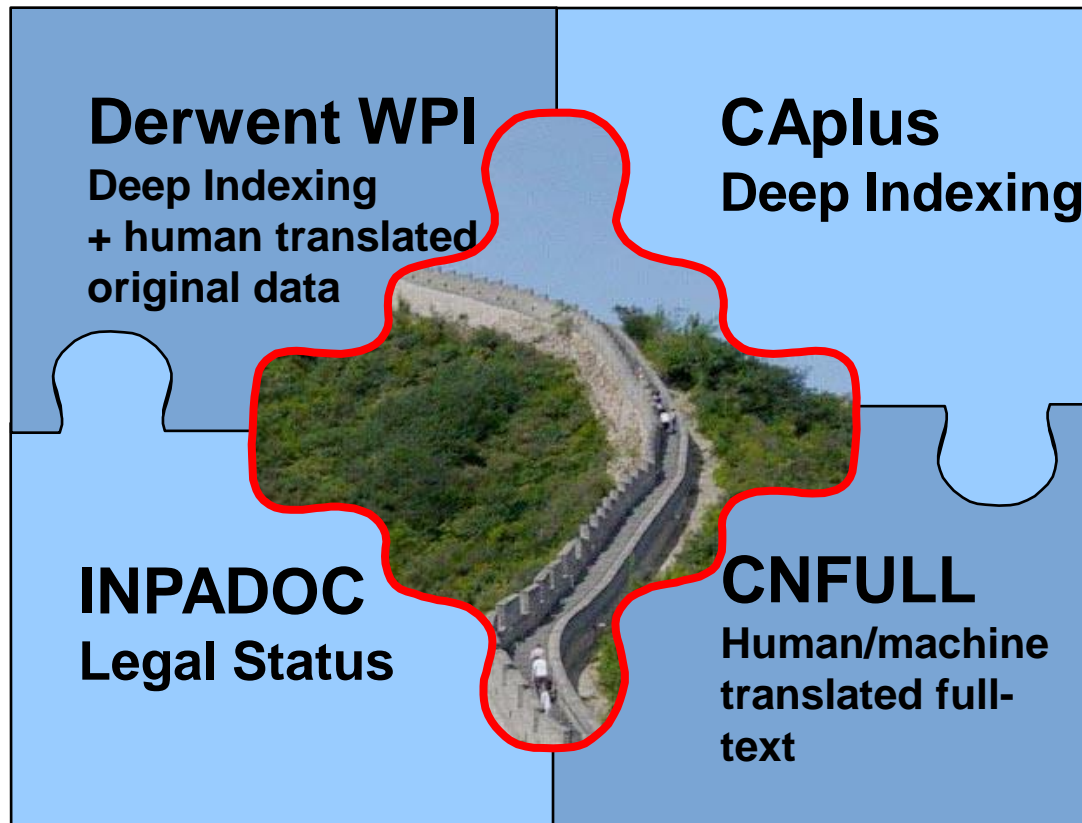 Derwent WPI
Deep Indexing
+ human translated
original data
CAplus
Deep Indexing
INPADOC
Legal Status
CNFULL
Human/machine
translated full-
text